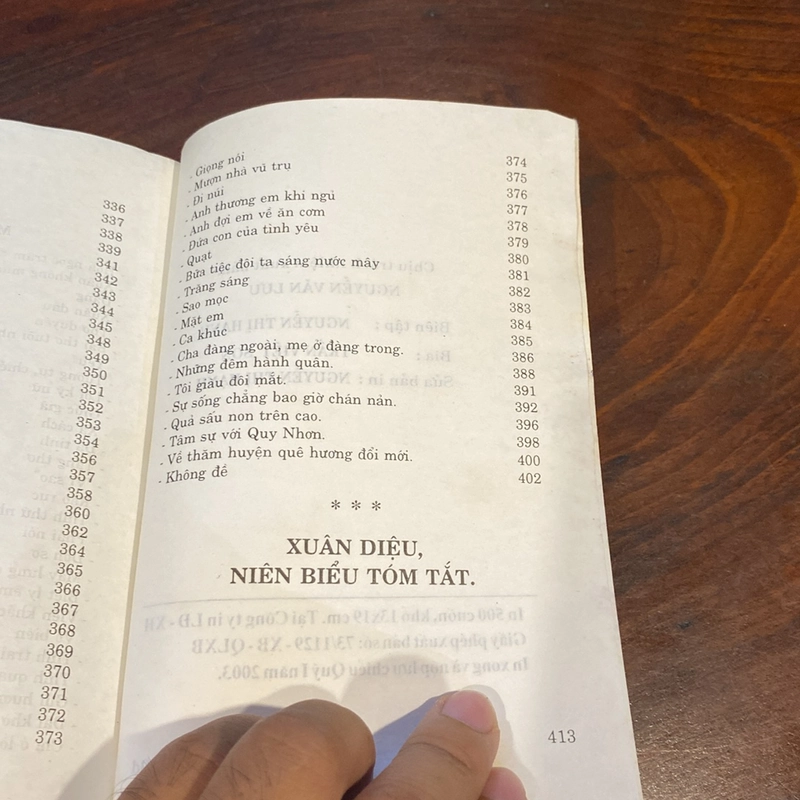 336
337
338
339
341
342
343
344
345
348
349
350
351
352
353
354
356
357
358
360
362
364
365
366
367
368
369
370
371
372
373
- Giọng nói 374
- Mượn nhà vũ trụ 375
- Đi núi 376
- Anh thương em khi ngủ 377
- Anh đợi em về ăn cơm 378
- Đứa con của tình yêu 379
- Quạt 380
- Bữa tiệc đôi ta sáng nước mây 381
- Trăng sáng 382
- Sao mọc 383
- Mặt em 384
- Ca khúc 385
- Cha đàng ngoài, mẹ ở đàng trong. 386
- Những đêm hành quân. 388
- Tôi giàu đôi mắt. 391
- Sự sống chẳng bao giờ chán nản. 392
- Quả sấu non trên cao. 396
- Tâm sự với Quy Nhơn. 398
- Về thăm huyện quê hương đổi mới. 400
- Không đề 402
* * *
XUÂN DIỆU,
NIÊN BIỂU TÓM TẮT.
413